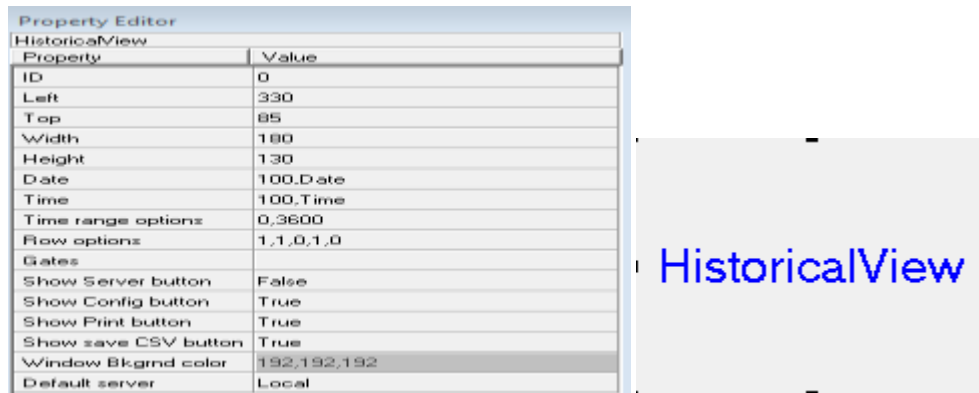 Property Editor
HistoricalView
Property Value
ID 0
Left 330
Top 85
Width 180
Height 130
Date 100,Date
Time 100,Time
Time range options 0,3600
Row options 1,1,0,1,0
Gates
Show Server button False
Show Config button True
Show Print button True
Show save CSV button True
Window Bkgrnd color 192,192,192
Default server Local
HistoricalView